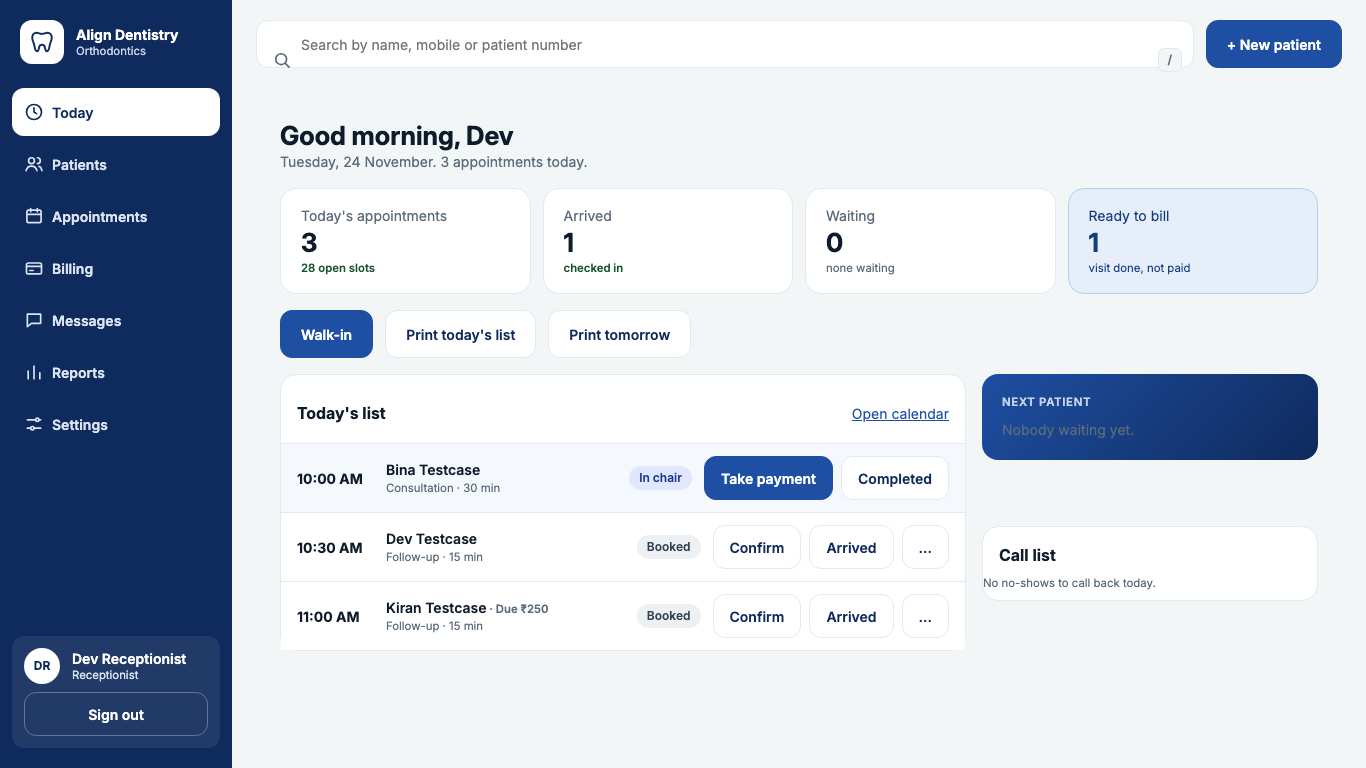 Align Dentistry
Orthodontics
Today
Patients
Appointments
Billing
Messages
Reports
Settings
DR
Dev Receptionist
Receptionist
Sign out
Search by name, mobile or patient number
/
+ New patient
Good morning, Dev
Tuesday, 24 November. 3 appointments today.
Today's appointments
3
28 open slots
Arrived
1
checked in
Waiting
0
none waiting
Ready to bill
1
visit done, not paid
Walk-in
Print today's list
Print tomorrow
Today's list
Open calendar
10:00 AM
Bina Testcase
Consultation · 30 min
In chair
Take payment
Completed
10:30 AM
Dev Testcase
Follow-up · 15 min
Booked
Confirm
Arrived
...
11:00 AM
Kiran Testcase · Due ₹250
Follow-up · 15 min
Booked
Confirm
Arrived
...
NEXT PATIENT
Nobody waiting yet.
Call list
No no-shows to call back today.